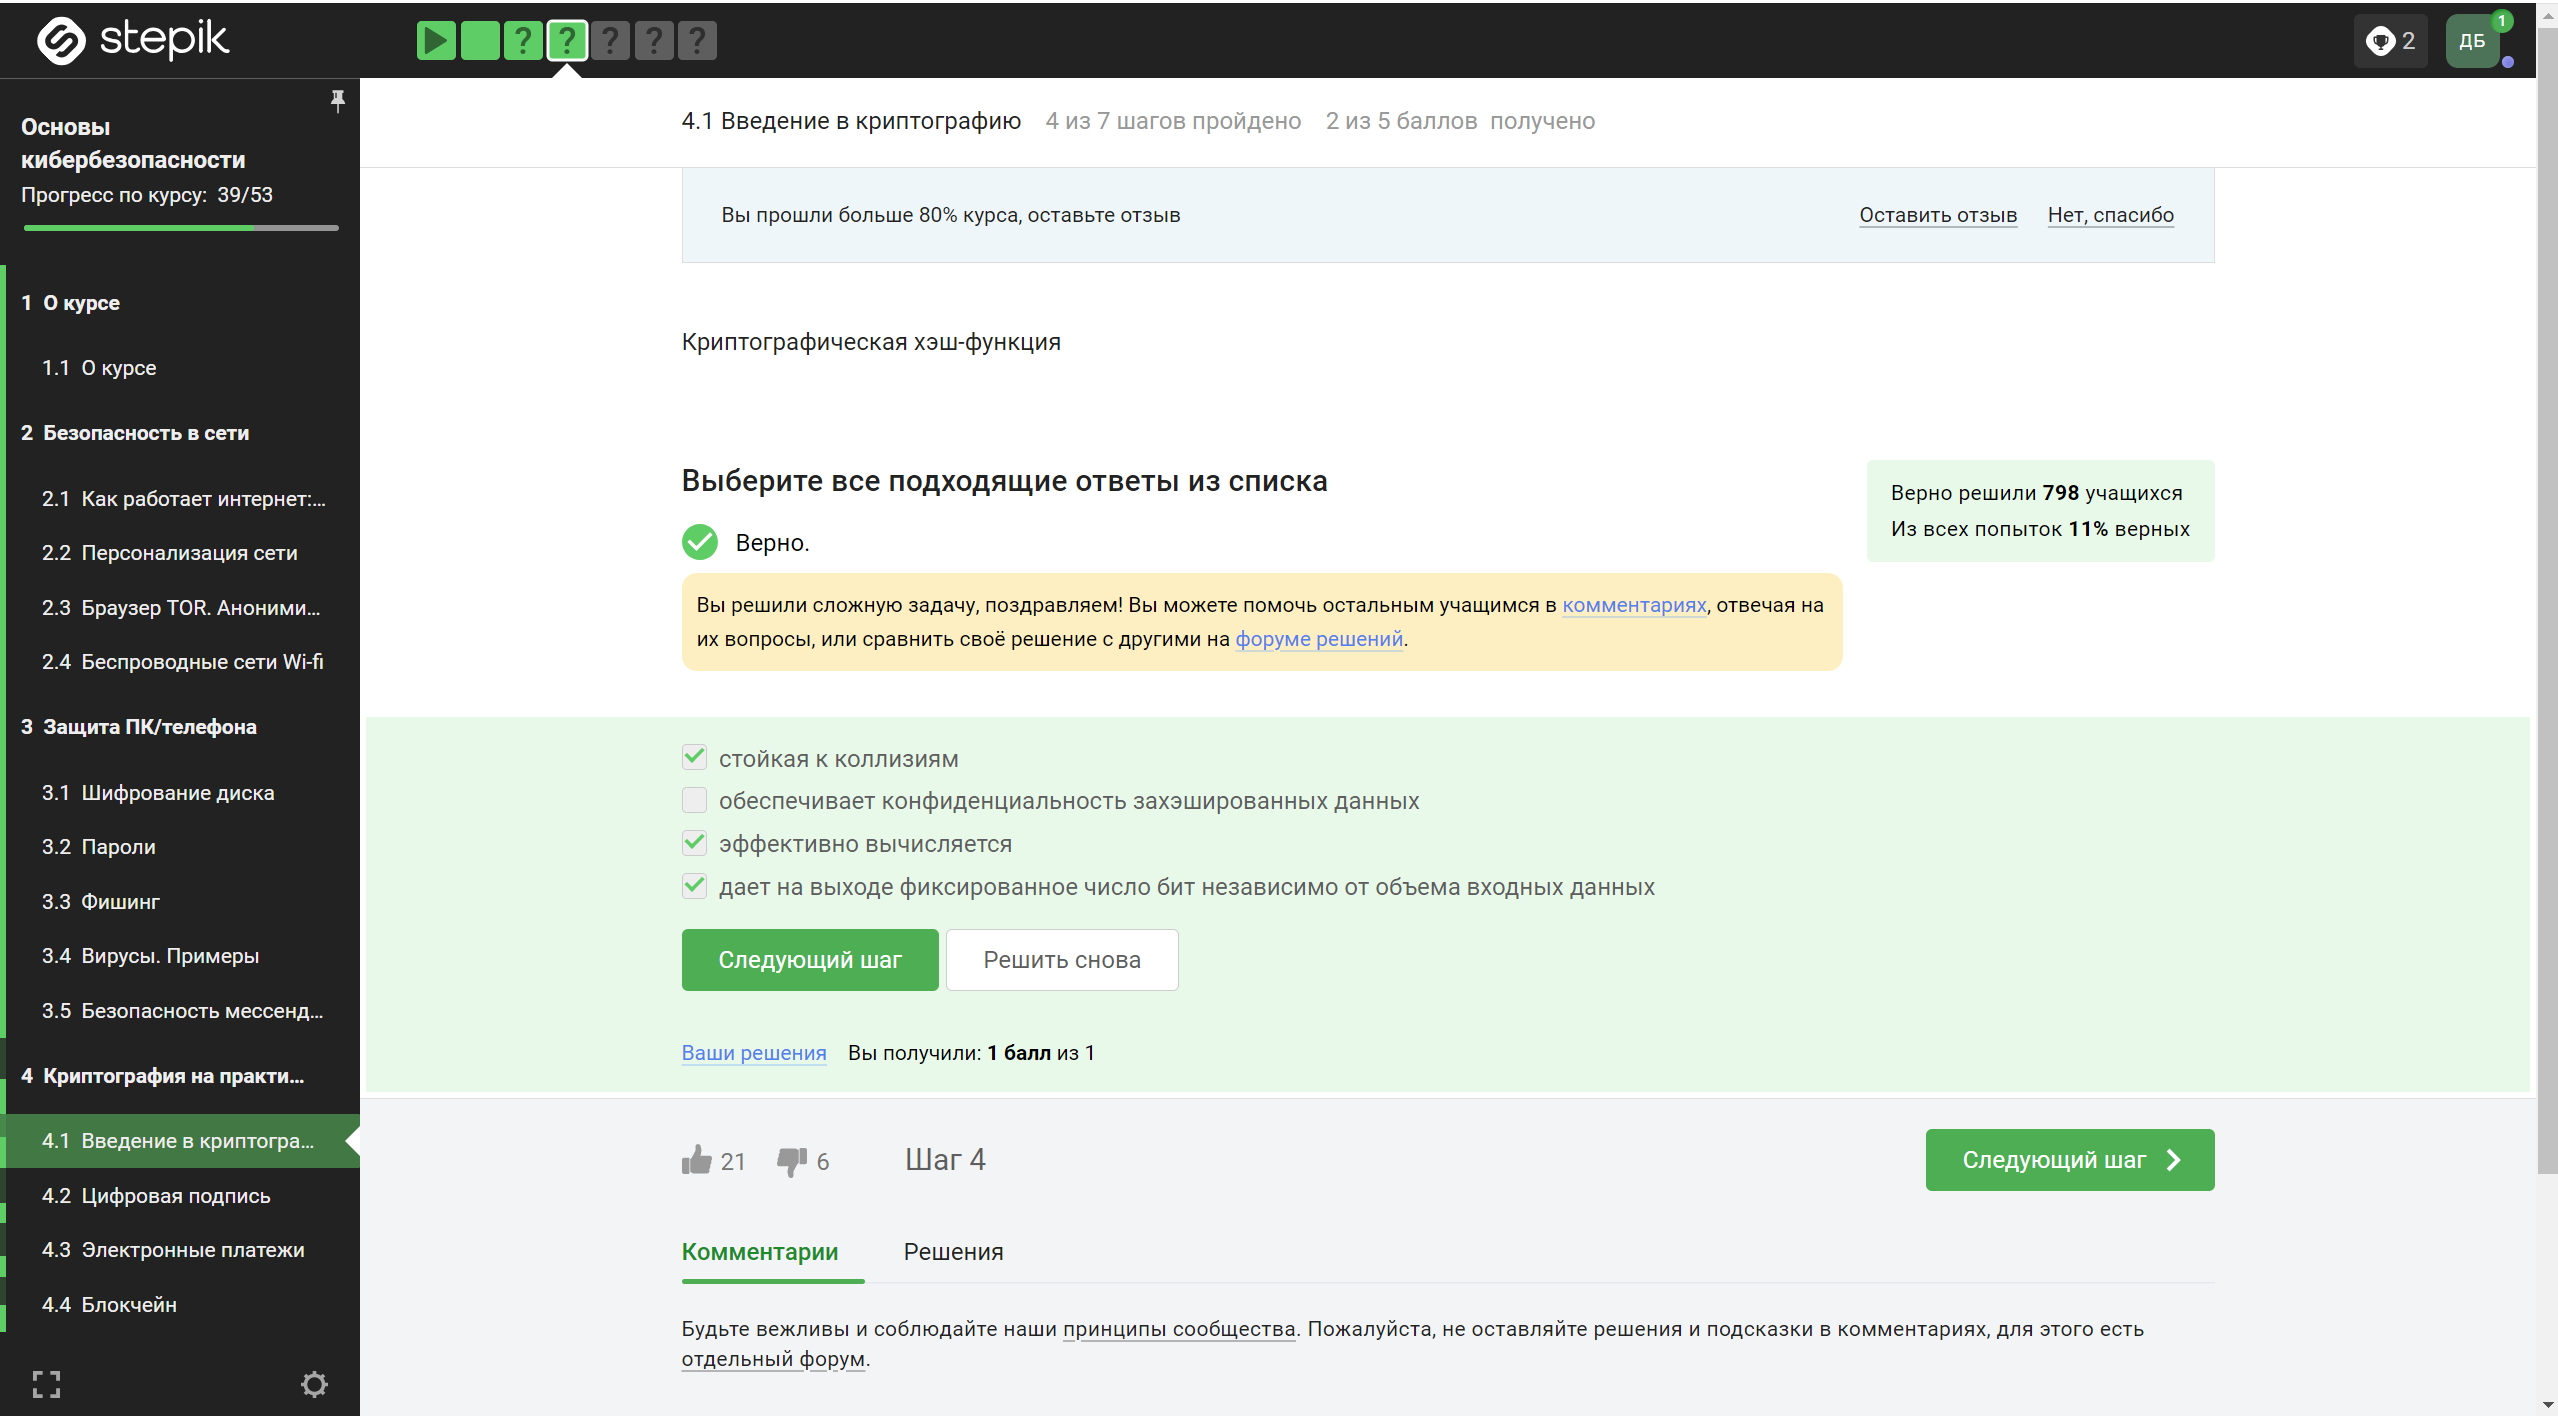 stepik
? ? ? ? ?
2
ДБ
1
Основы
кибербезопасности
Прогресс по курсу: 39/53
1 О курсе
1.1 О курсе
2 Безопасность в сети
2.1 Как работает интернет:...
2.2 Персонализация сети
2.3 Браузер TOR. Аноними...
2.4 Беспроводные сети Wi-fi
3 Защита ПК/телефона
3.1 Шифрование диска
3.2 Пароли
3.3 Фишинг
3.4 Вирусы. Примеры
3.5 Безопасность мессенд...
4 Криптография на практи...
4.1 Введение в криптогра...
4.2 Цифровая подпись
4.3 Электронные платежи
4.4 Блокчейн
4.1 Введение в криптографию 4 из 7 шагов пройдено 2 из 5 баллов получено
Вы прошли больше 80% курса, оставьте отзыв Оставить отзыв Нет, спасибо
Криптографическая хэш-функция
Выберите все подходящие ответы из списка
Верно решили 798 учащихся
Из всех попыток 11% верных
Верно.
Вы решили сложную задачу, поздравляем! Вы можете помочь остальным учащимся в комментариях, отвечая на
их вопросы, или сравнить своё решение с другими на форуме решений.
стойкая к коллизиям
обеспечивает конфиденциальность захэшированных данных
эффективно вычисляется
дает на выходе фиксированное число бит независимо от объема входных данных
Следующий шаг Решить снова
Ваши решения Вы получили: 1 балл из 1
21 6 Шаг 4 Следующий шаг
Комментарии Решения
Будьте вежливы и соблюдайте наши принципы сообщества. Пожалуйста, не оставляйте решения и подсказки в комментариях, для этого есть
отдельный форум.